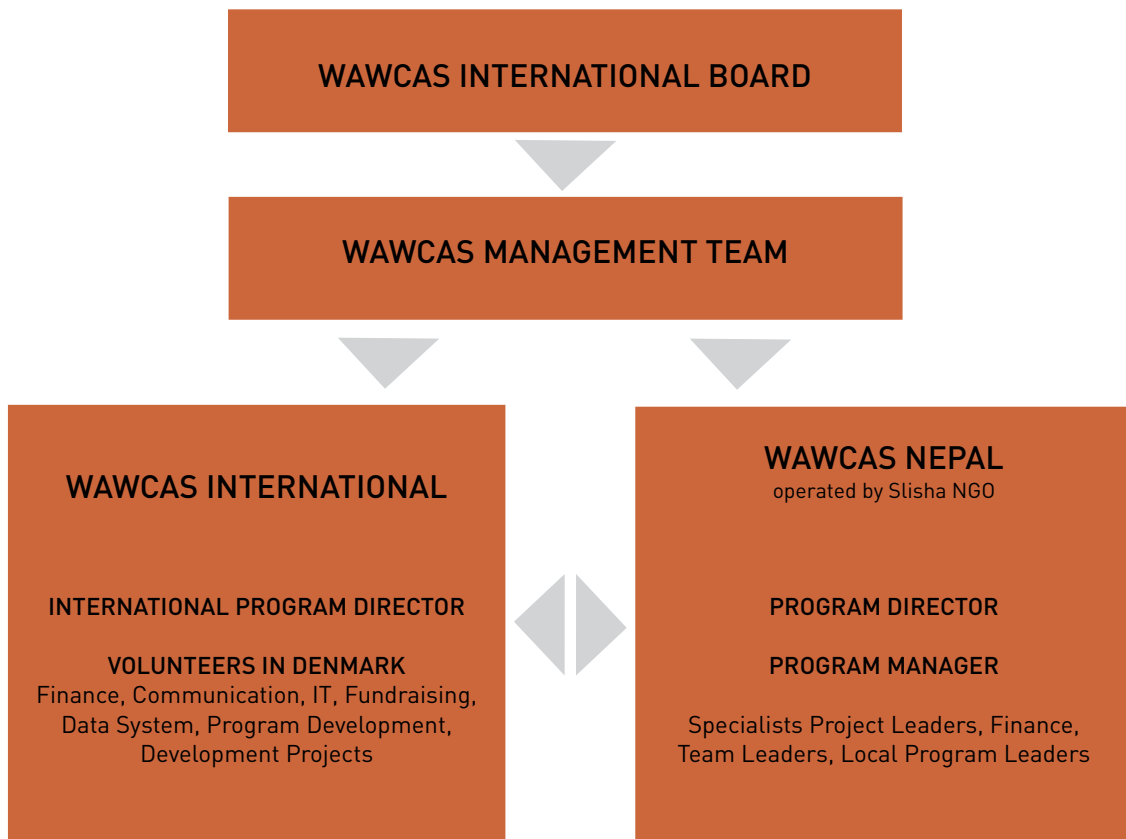 WAWCAS INTERNATIONAL BOARD
WAWCAS MANAGEMENT TEAM
WAWCAS INTERNATIONAL
INTERNATIONAL PROGRAM DIRECTOR
VOLUNTEERS IN DENMARK
Finance, Communication, IT, Fundraising,
Data System, Program Development,
Development Projects
WAWCAS NEPAL
operated by Slisha NGO
PROGRAM DIRECTOR
PROGRAM MANAGER
Specialists Project Leaders, Finance,
Team Leaders, Local Program Leaders